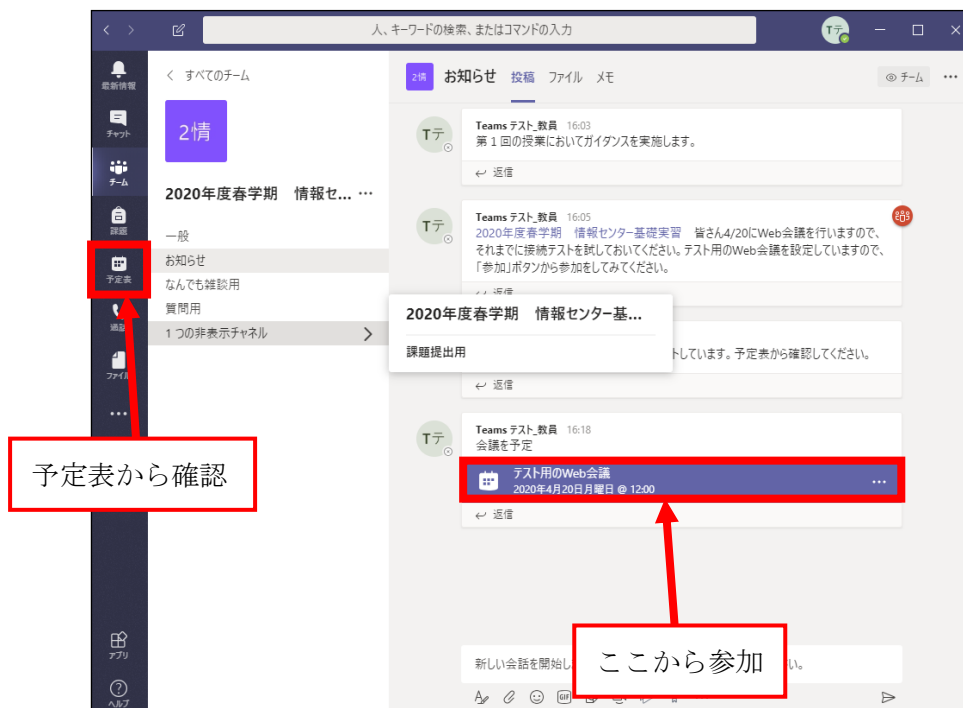 人、キーワードの検索、またはコマンドの入力
Tテ
最新情報
チャット
チーム
課題
予定表
ファイル
アプリ
ヘルプ
すべてのチーム
2情
2020年度春学期 情報セ...
一般
お知らせ
なんでも雑談用
質問用
1 つの非表示チャネル
2020年度春学期 情報センター基...
課題提出用
2情 お知らせ 投稿 ファイル メモ チーム
Tテ
Teams テスト_教員 16:03
第 1 回の授業においてガイダンスを実施します。
返信
Tテ
Teams テスト_教員 16:05
2020年度春学期 情報センター基礎実習 皆さん4/20にWeb会議を行いますので、
それまでに接続テストを試しておいてください。テスト用のWeb会議を設定していますので、
「参加」ボタンから参加をしてみてください。
トしています。予定表から確認してください。
返信
Tテ
Teams テスト_教員 16:18
会議を予定
テスト用のWeb会議
2020年4月20日月曜日 @ 12:00
返信
新しい会話を開始し
GIF
予定表から確認
ここから参加